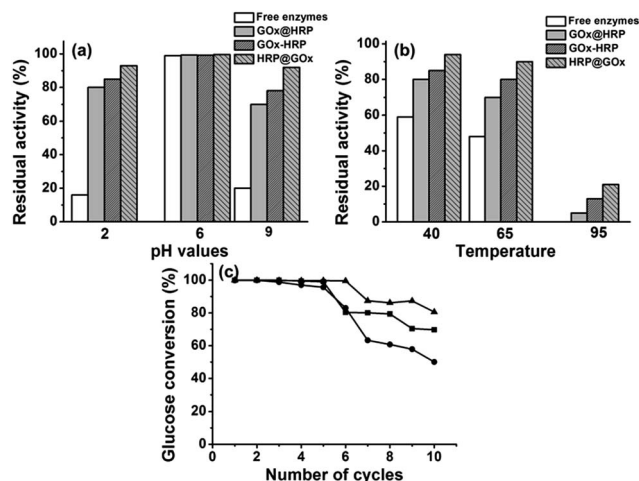 (a)
Free enzymes
GOx@HRP
GOx-HRP
HRP@GOx
Residual activity (%)
100
80
60
40
20
0
2 6 9
pH values
(b)
Free enzymes
GOx@HRP
GOx-HRP
HRP@GOx
Residual activity (%)
100
80
60
40
20
0
40 65 95
Temperature
(c)
Glucose conversion (%)
100
80
60
40
20
0
0 2 4 6 8 10
Number of cycles